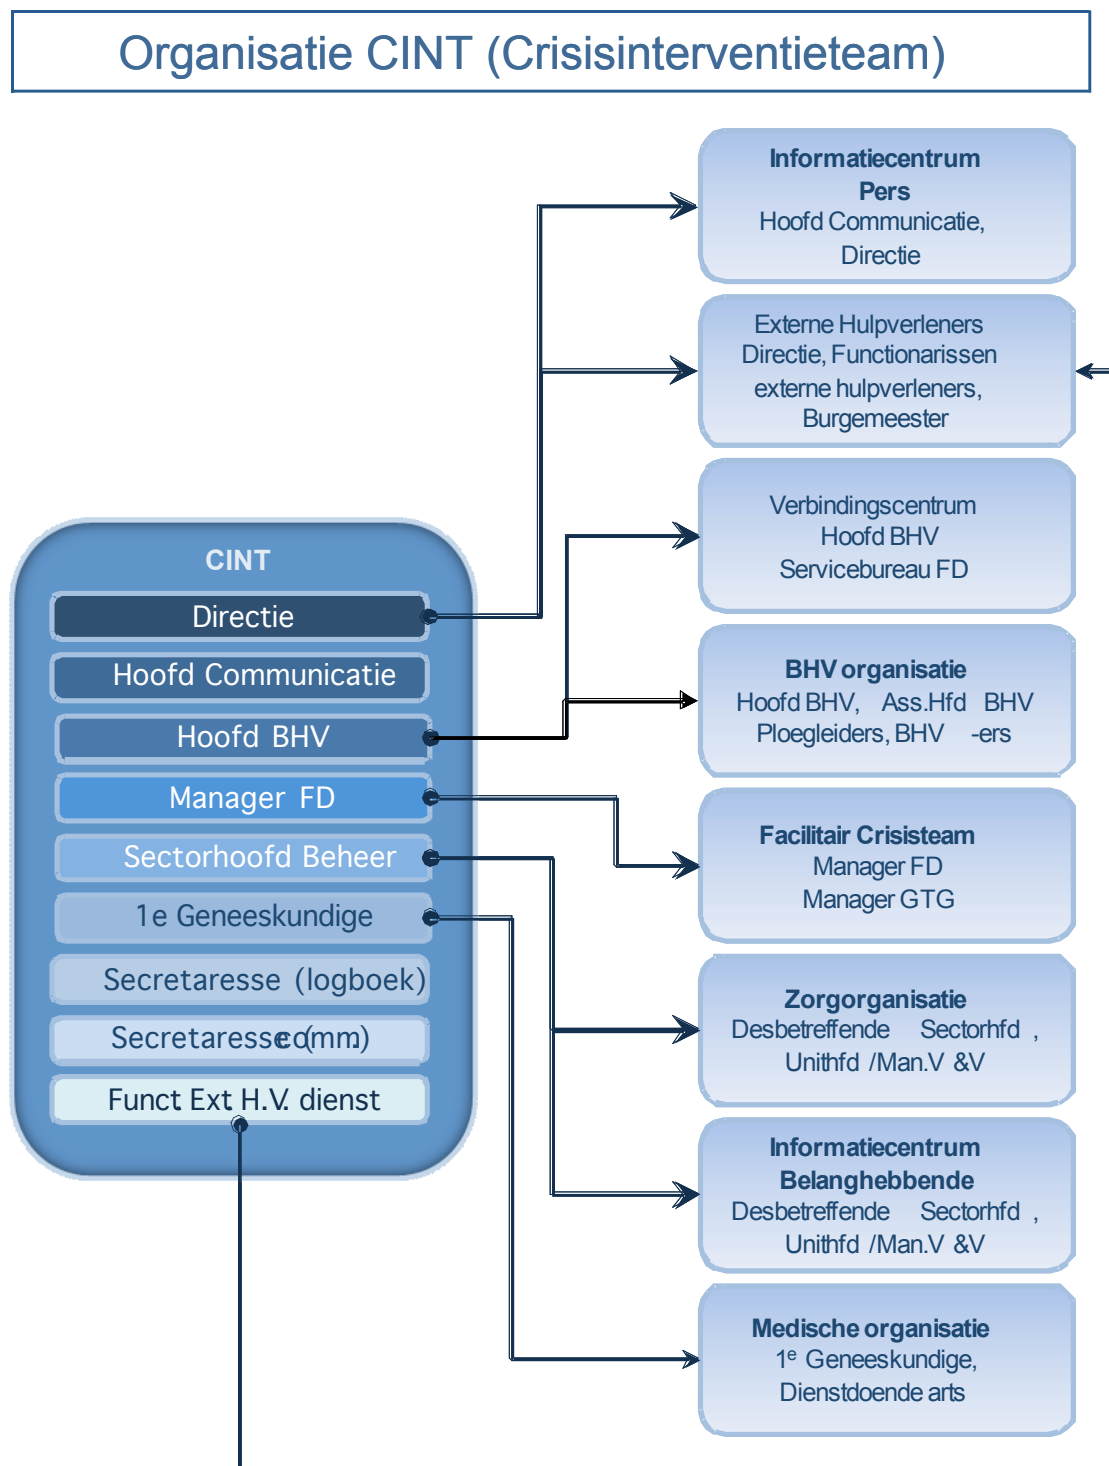 Organisatie CINT (Crisisinterventieteam)
Informatiecentrum
Pers
Hoofd Communicatie,
Directie
Externe Hulpverleners
Directie, Functionarissen
externe hulpverleners,
Burgemeester
Verbindingscentrum
Hoofd BHV
Servicebureau FD
BHV organisatie
Hoofd BHV, Ass.Hfd BHV
Ploegleiders, BHV -ers
Facilitair Crisisteam
Manager FD
Manager GTG
Zorgorganisatie
Desbetreffende Sectorhfd ,
Unithfd /Man.V &V
Informatiecentrum
Belanghebbende
Desbetreffende Sectorhfd ,
Unithfd /Man.V &V
Medische organisatie
1e Geneeskundige,
Dienstdoende arts
CINT
Directie
Hoofd Communicatie
Hoofd BHV
Manager FD
Sectorhoofd Beheer
1e Geneeskundige
Secretaresse (logboek)
Secretaresse (comm.)
Funct. Ext. H.V. dienst